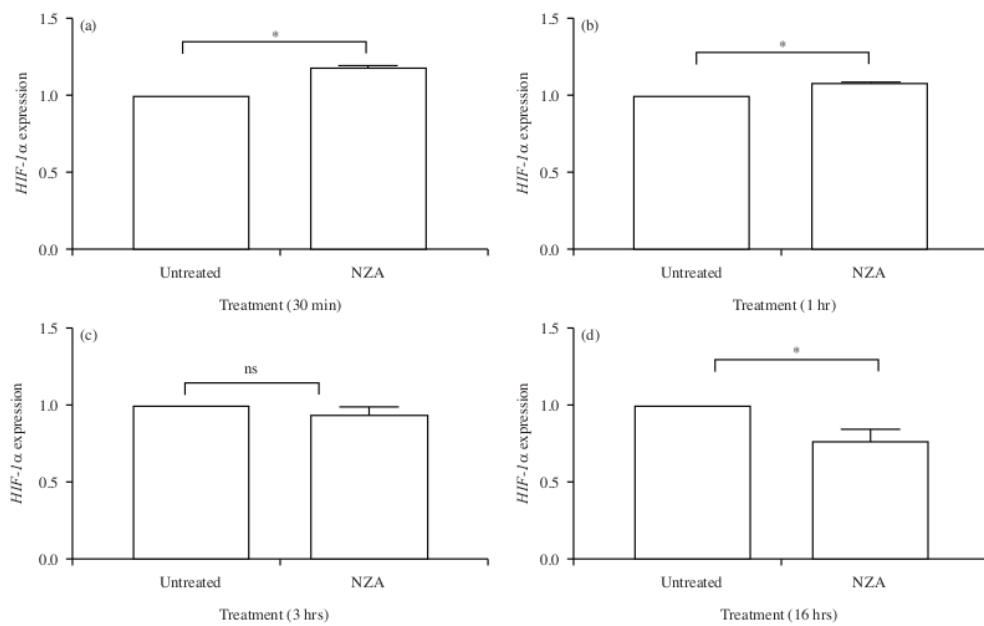 (a)
1.5
*
1.0
0.5
0.0
HIF-1α expression
Untreated NZA
Treatment (30 min)
(b)
1.5
*
1.0
0.5
0.0
HIF-1α expression
Untreated NZA
Treatment (1 hr)
(c)
1.5
ns
1.0
0.5
0.0
HIF-1α expression
Untreated NZA
Treatment (3 hrs)
(d)
1.5
*
1.0
0.5
0.0
HIF-1α expression
Untreated NZA
Treatment (16 hrs)